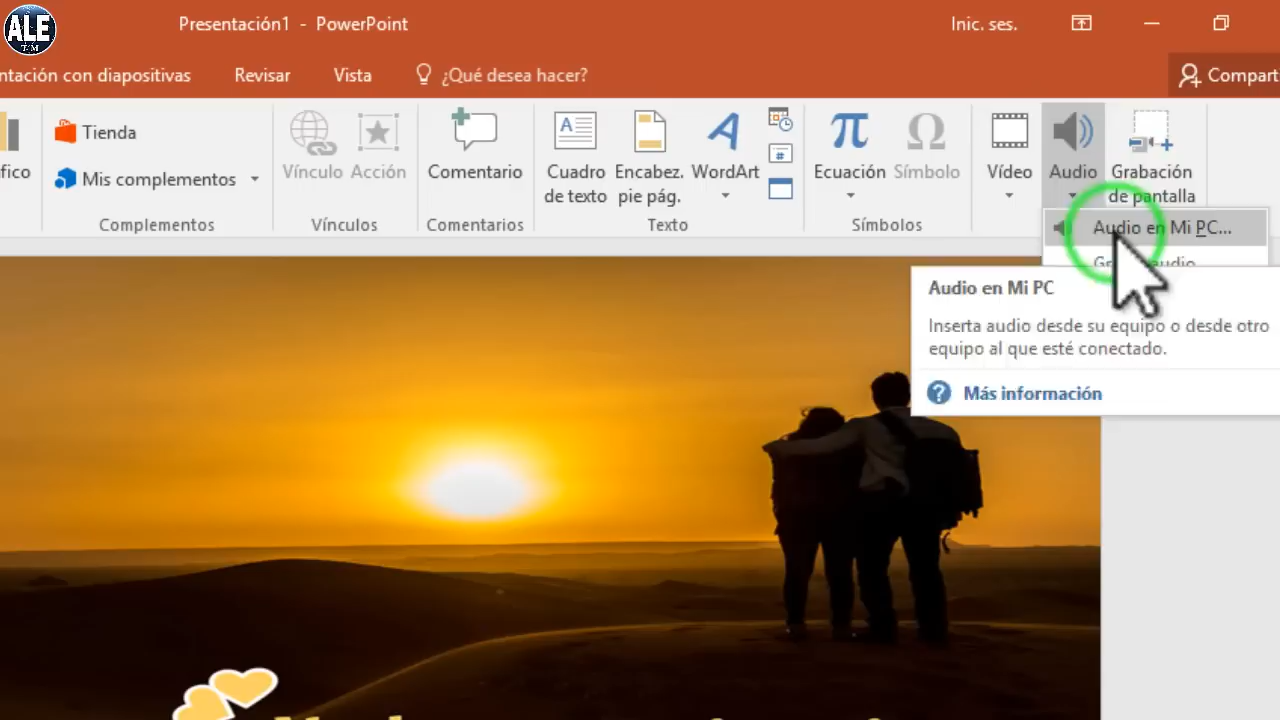 ALE
TM
Presentación1 - PowerPoint
Inic. ses.
ntación con diapositivas
Revisar
Vista
¿Qué desea hacer?
Compart
fico
Tienda
Mis complementos
Complementos
Vínculo
Acción
Vínculos
Comentario
Comentarios
Cuadro
de texto
Encabez.
pie pág.
WordArt
Texto
Ecuación
Símbolo
Símbolos
Vídeo
Audio
Grabación
de pantalla
Audio en Mi PC...
audio
Audio en Mi PC
Inserta audio desde su equipo o desde otro
equipo al que esté conectado.
Más información